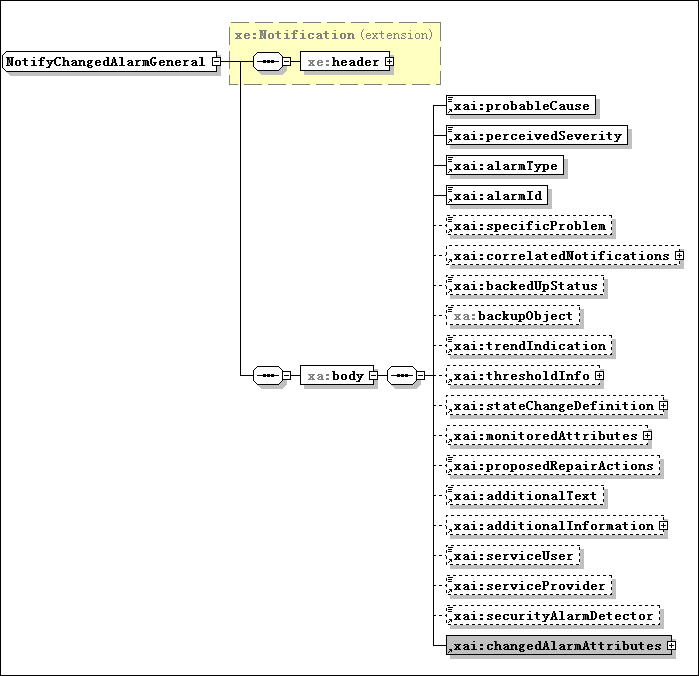 xe:Notification (extension)
NotifyChangedAlarmGeneral
xe:header
xai:probableCause
xai:perceivedSeverity
xai:alarmType
xai:alarmId
xai:specificProblem
xai:correlatedNotifications
xai:backedUpStatus
xa:backupObject
xai:trendIndication
xa:body
xai:thresholdInfo
xai:stateChangeDefinition
xai:monitoredAttributes
xai:proposedRepairActions
xai:additionalText
xai:additionalInformation
xai:serviceUser
xai:serviceProvider
xai:securityAlarmDetector
xai:changedAlarmAttributes